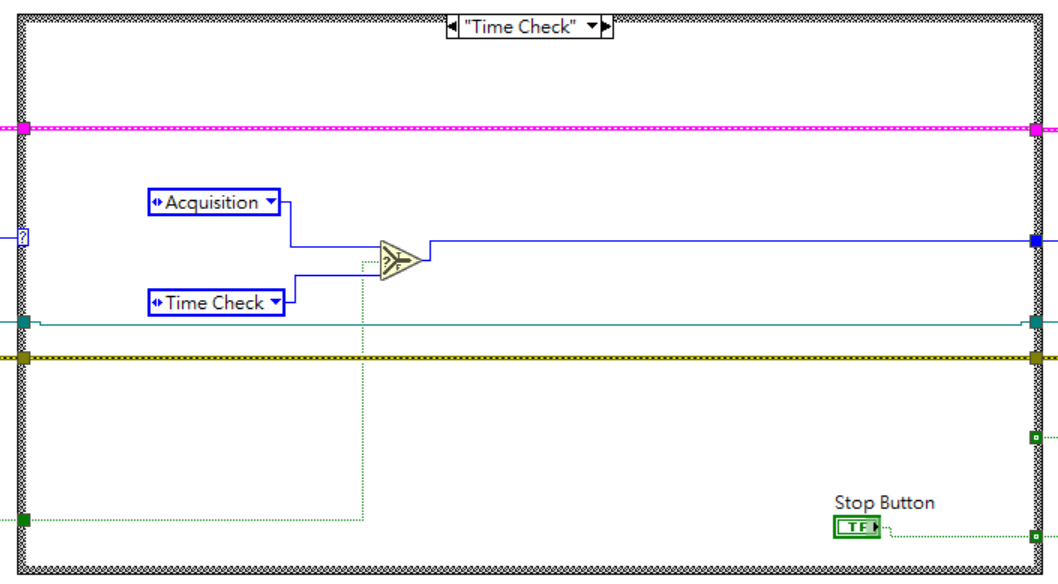 "Time Check"
Acquisition
?
T
?
F
Time Check
Stop Button
TF